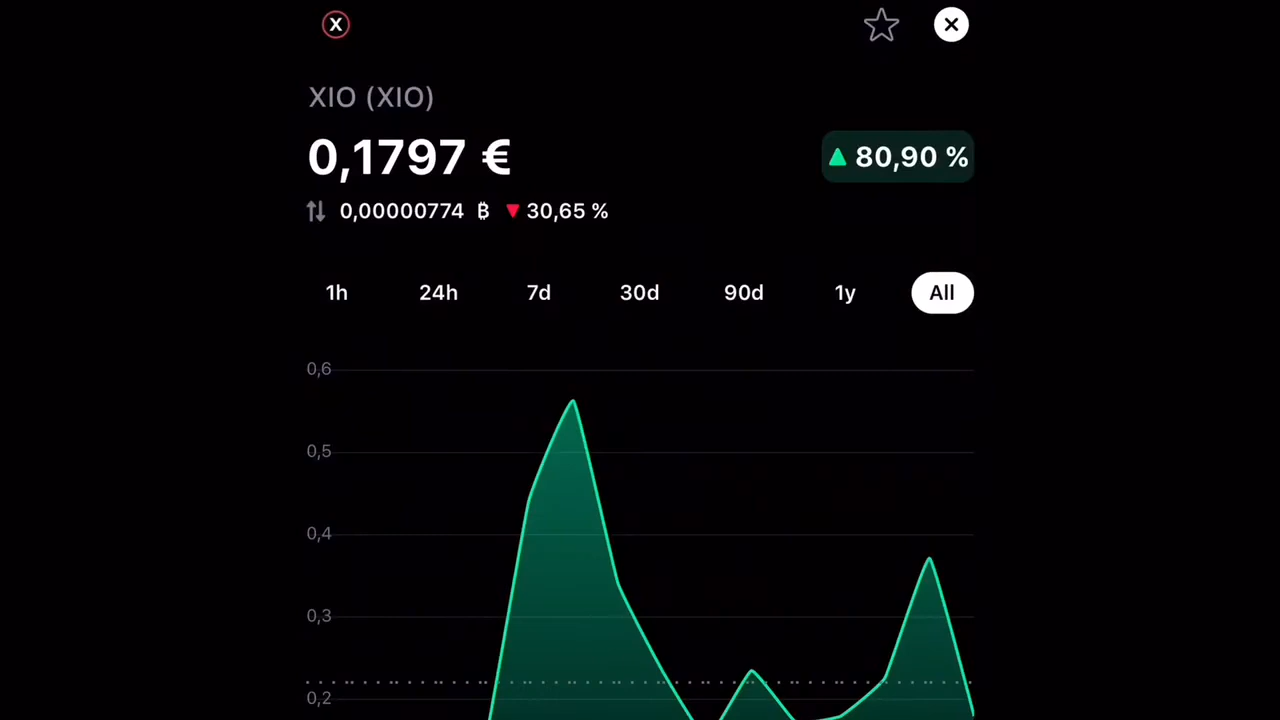 X
XIO (XIO)
0,1797 €
▲ 80,90 %
0,00000774 ₿ ▼ 30,65 %
1h 24h 7d 30d 90d 1y All
0,6
0,5
0,4
0,3
0,2